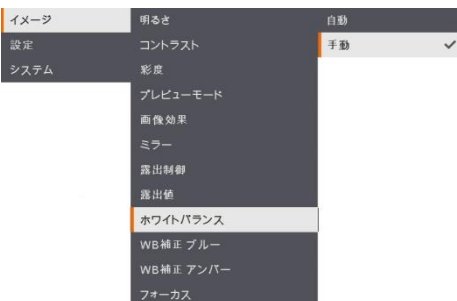 イメージ
設定
システム
明るさ
コントラスト
彩度
プレビューモード
画像効果
ミラー
露出制御
露出値
ホワイトバランス
WB補正 ブルー
WB補正 アンバー
フォーカス
自動
手動